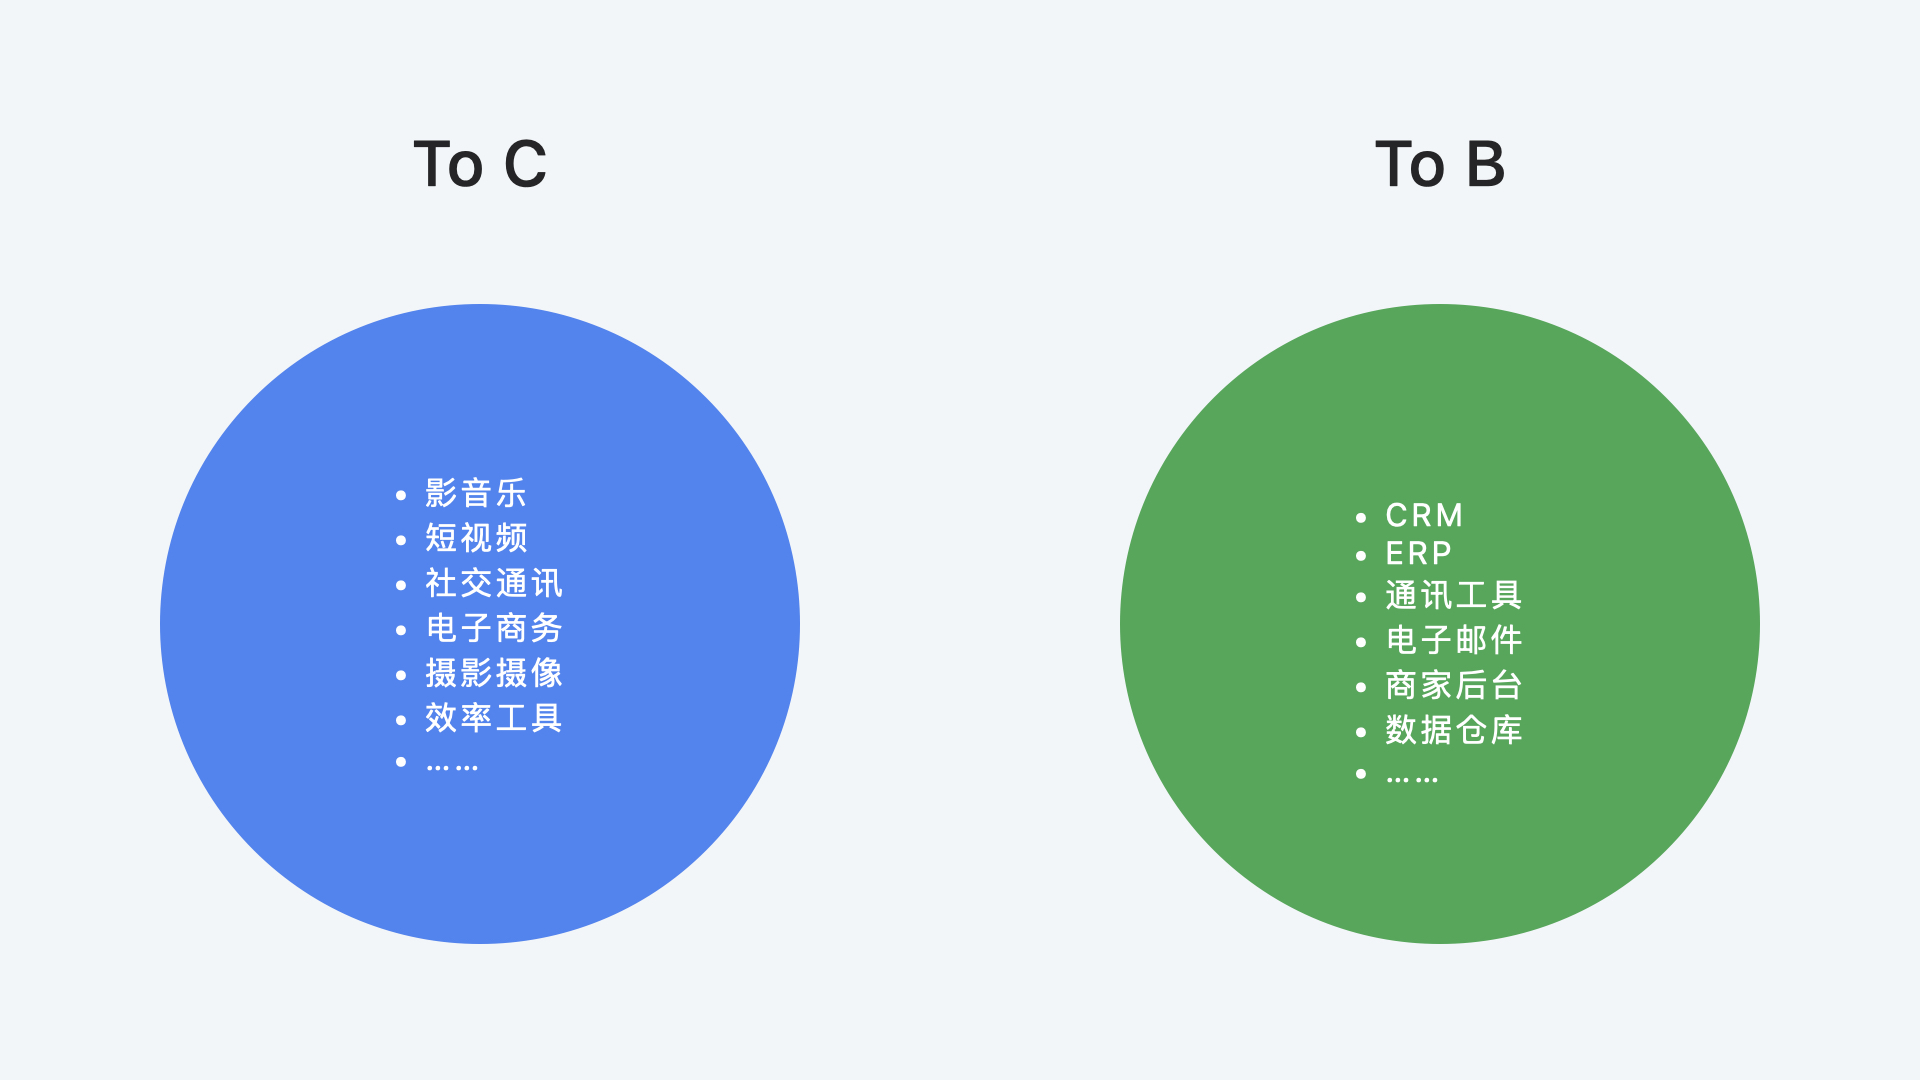 To C
• 影音乐
• 短视频
• 社交通讯
• 电子商务
• 摄影摄像
• 效率工具
• ……
To B
• CRM
• ERP
• 通讯工具
• 电子邮件
• 商家后台
• 数据仓库
• ……